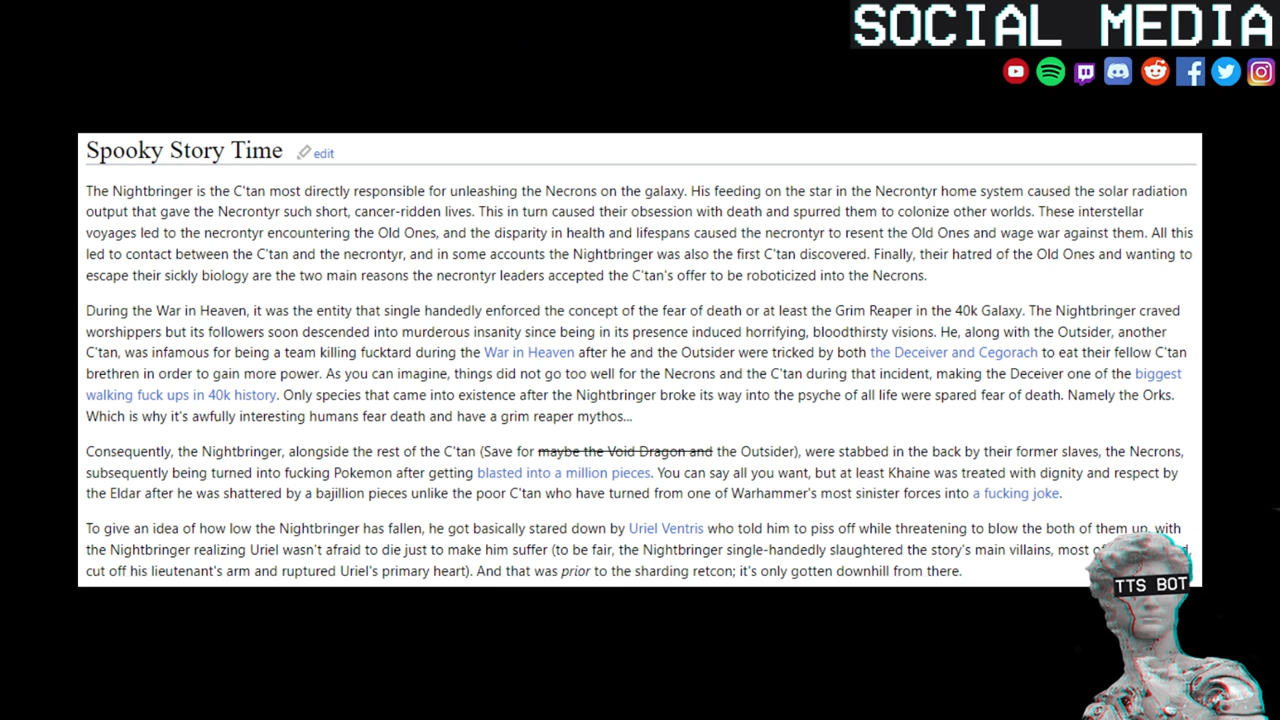 SOCIAL MEDIA
Spooky Story Time edit
The Nightbringer is the C'tan most directly responsible for unleashing the Necrons on the galaxy. His feeding on the star in the Necrontyr home system caused the solar radiation
output that gave the Necrontyr such short, cancer-ridden lives. This in turn caused their obsession with death and spurred them to colonize other worlds. These interstellar
voyages led to the necrontyr encountering the Old Ones, and the disparity in health and lifespans caused the necrontyr to resent the Old Ones and wage war against them. All this
led to contact between the C'tan and the necrontyr, and in some accounts the Nightbringer was also the first C'tan discovered. Finally, their hatred of the Old Ones and wanting to
escape their sickly biology are the two main reasons the necrontyr leaders accepted the C'tan's offer to be roboticized into the Necrons.
During the War in Heaven, it was the entity that single handedly enforced the concept of the fear of death or at least the Grim Reaper in the 40k Galaxy. The Nightbringer craved
worshippers but its followers soon descended into murderous insanity since being in its presence induced horrifying, bloodthirsty visions. He, along with the Outsider, another
C'tan, was infamous for being a team killing fucktard during the War in Heaven after he and the Outsider were tricked by both the Deceiver and Cegorach to eat their fellow C'tan
brethren in order to gain more power. As you can imagine, things did not go too well for the Necrons and the C'tan during that incident, making the Deceiver one of the biggest
walking fuck ups in 40k history. Only species that came into existence after the Nightbringer broke its way into the psyche of all life were spared fear of death. Namely the Orks.
Which is why it's awfully interesting humans fear death and have a grim reaper mythos...
Consequently, the Nightbringer, alongside the rest of the C'tan (Save for maybe the Void Dragon and the Outsider), were stabbed in the back by their former slaves, the Necrons,
subsequently being turned into fucking Pokemon after getting blasted into a million pieces. You can say all you want, but at least Khaine was treated with dignity and respect by
the Eldar after he was shattered by a bajillion pieces unlike the poor C'tan who have turned from one of Warhammer's most sinister forces into a fucking joke.
To give an idea of how low the Nightbringer has fallen, he got basically stared down by Uriel Ventris who told him to piss off while threatening to blow the both of them up, with
the Nightbringer realizing Uriel wasn't afraid to die just to make him suffer (to be fair, the Nightbringer single-handedly slaughtered the story's main villains, most
cut off his lieutenant's arm and ruptured Uriel's primary heart). And that was prior to the sharding retcon; it's only gotten downhill from there.
TTS BOT